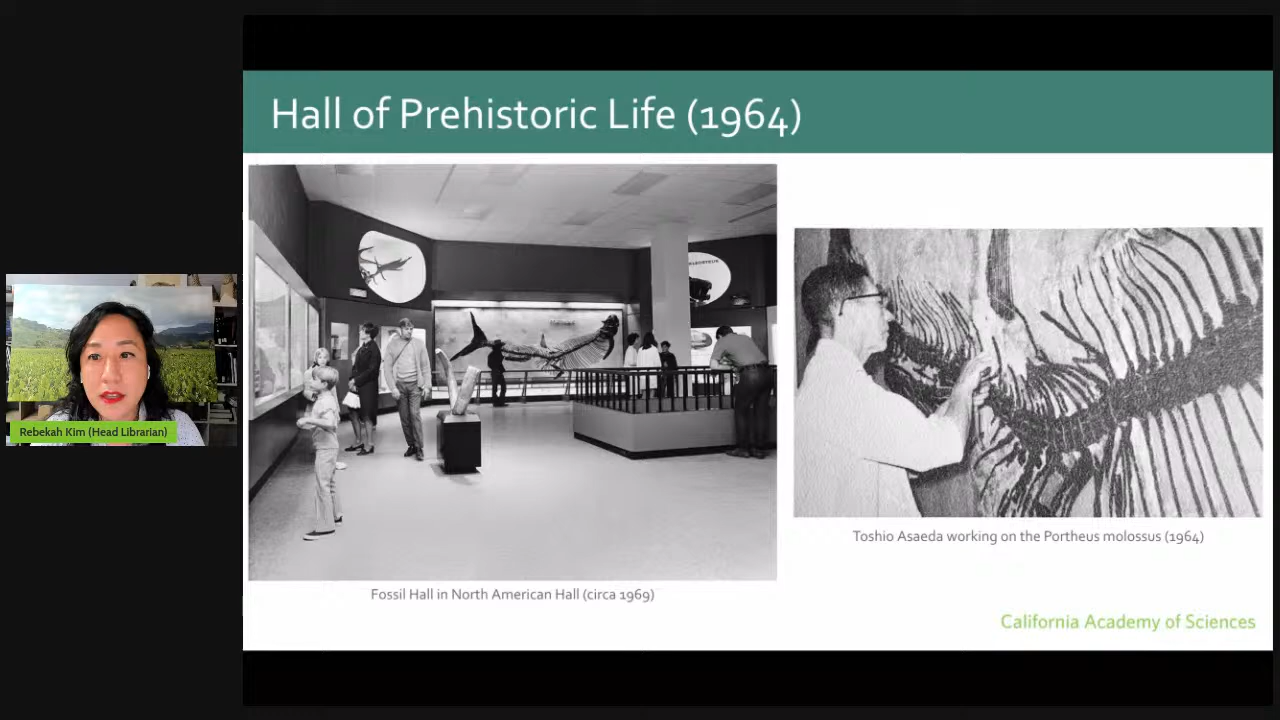 Hall of Prehistoric Life (1964)
Rebekah Kim (Head Librarian)
Toshio Asaeda working on the Portheus molossus (1964)
Fossil Hall in North American Hall (circa 1969)
California Academy of Sciences